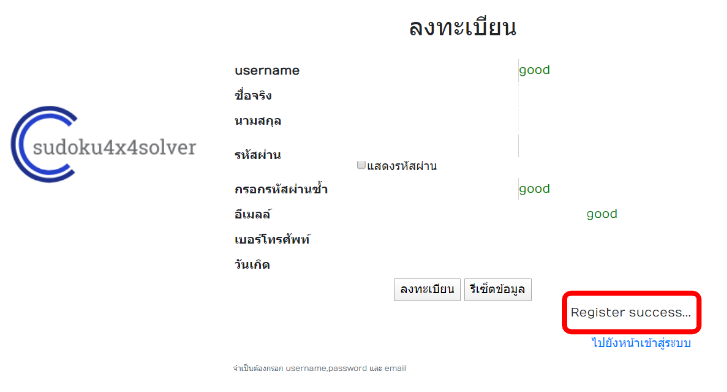 ลงทะเบียน
username good
ชื่อจริง
นามสกุล
sudoku4x4solver
รหัสผ่าน
แสดงรหัสผ่าน
กรอกรหัสผ่านซ้ำ good
อีเมลล์ good
เบอร์โทรศัพท์
วันเกิด
ลงทะเบียน รีเซ็ตข้อมูล
Register success...
ไปยังหน้าเข้าสู่ระบบ
จำเป็นต้องกรอก username,password และ email